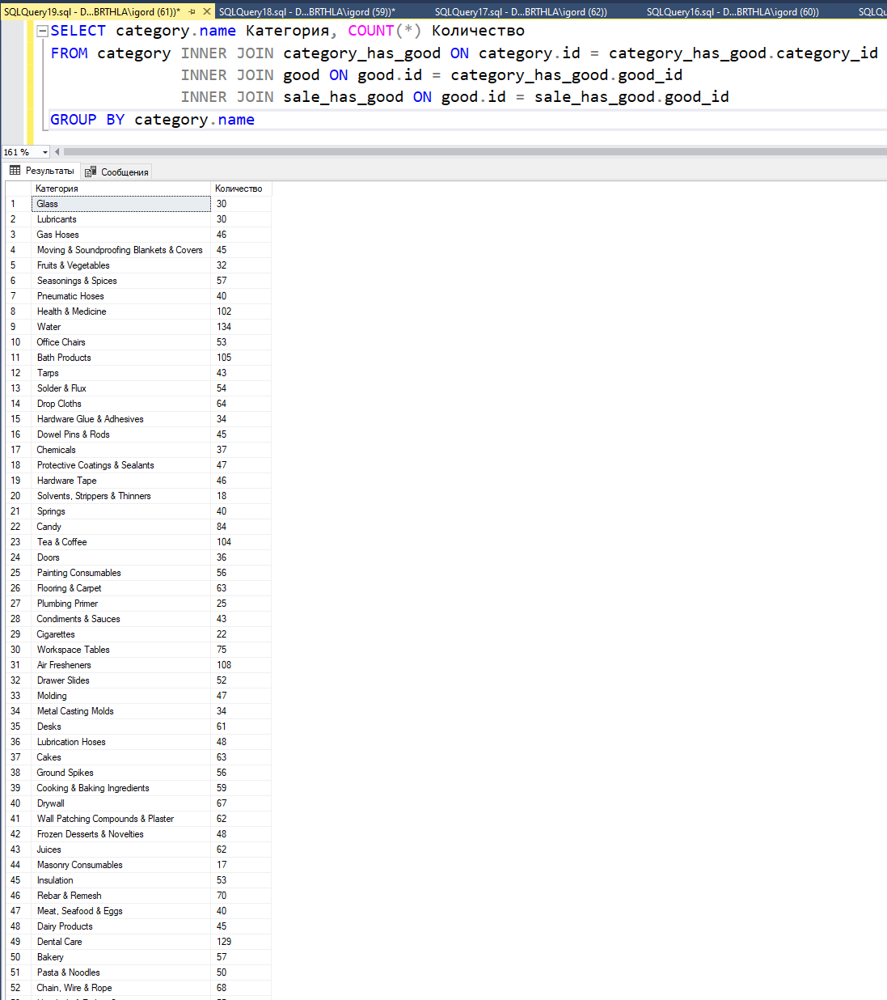 SQLQuery19.sql - D...BRTHLA\igord (61))* SQLQuery18.sql - D...BRTHLA\igord (59))* SQLQuery17.sql - D...BRTHLA\igord (62)) SQLQuery16.sql - D...BRTHLA\igord (60)) SQLQu
SELECT category.name Категория, COUNT(*) Количество
FROM category INNER JOIN category_has_good ON category.id = category_has_good.category_id
INNER JOIN good ON good.id = category_has_good.good_id
INNER JOIN sale_has_good ON good.id = sale_has_good.good_id
GROUP BY category.name
161 %
Результаты Сообщения
Категория Количество
1 Glass 30
2 Lubricants 30
3 Gas Hoses 46
4 Moving & Soundproofing Blankets & Covers 45
5 Fruits & Vegetables 32
6 Seasonings & Spices 57
7 Pneumatic Hoses 40
8 Health & Medicine 102
9 Water 134
10 Office Chairs 53
11 Bath Products 105
12 Tarps 43
13 Solder & Flux 54
14 Drop Cloths 64
15 Hardware Glue & Adhesives 34
16 Dowel Pins & Rods 45
17 Chemicals 37
18 Protective Coatings & Sealants 47
19 Hardware Tape 46
20 Solvents, Strippers & Thinners 18
21 Springs 40
22 Candy 84
23 Tea & Coffee 104
24 Doors 36
25 Painting Consumables 56
26 Flooring & Carpet 63
27 Plumbing Primer 25
28 Condiments & Sauces 43
29 Cigarettes 22
30 Workspace Tables 75
31 Air Fresheners 108
32 Drawer Slides 52
33 Molding 47
34 Metal Casting Molds 34
35 Desks 61
36 Lubrication Hoses 48
37 Cakes 63
38 Ground Spikes 56
39 Cooking & Baking Ingredients 59
40 Drywall 67
41 Wall Patching Compounds & Plaster 62
42 Frozen Desserts & Novelties 48
43 Juices 62
44 Masonry Consumables 17
45 Insulation 53
46 Rebar & Remesh 70
47 Meat, Seafood & Eggs 40
48 Dairy Products 45
49 Dental Care 129
50 Bakery 57
51 Pasta & Noodles 50
52 Chain, Wire & Rope 68